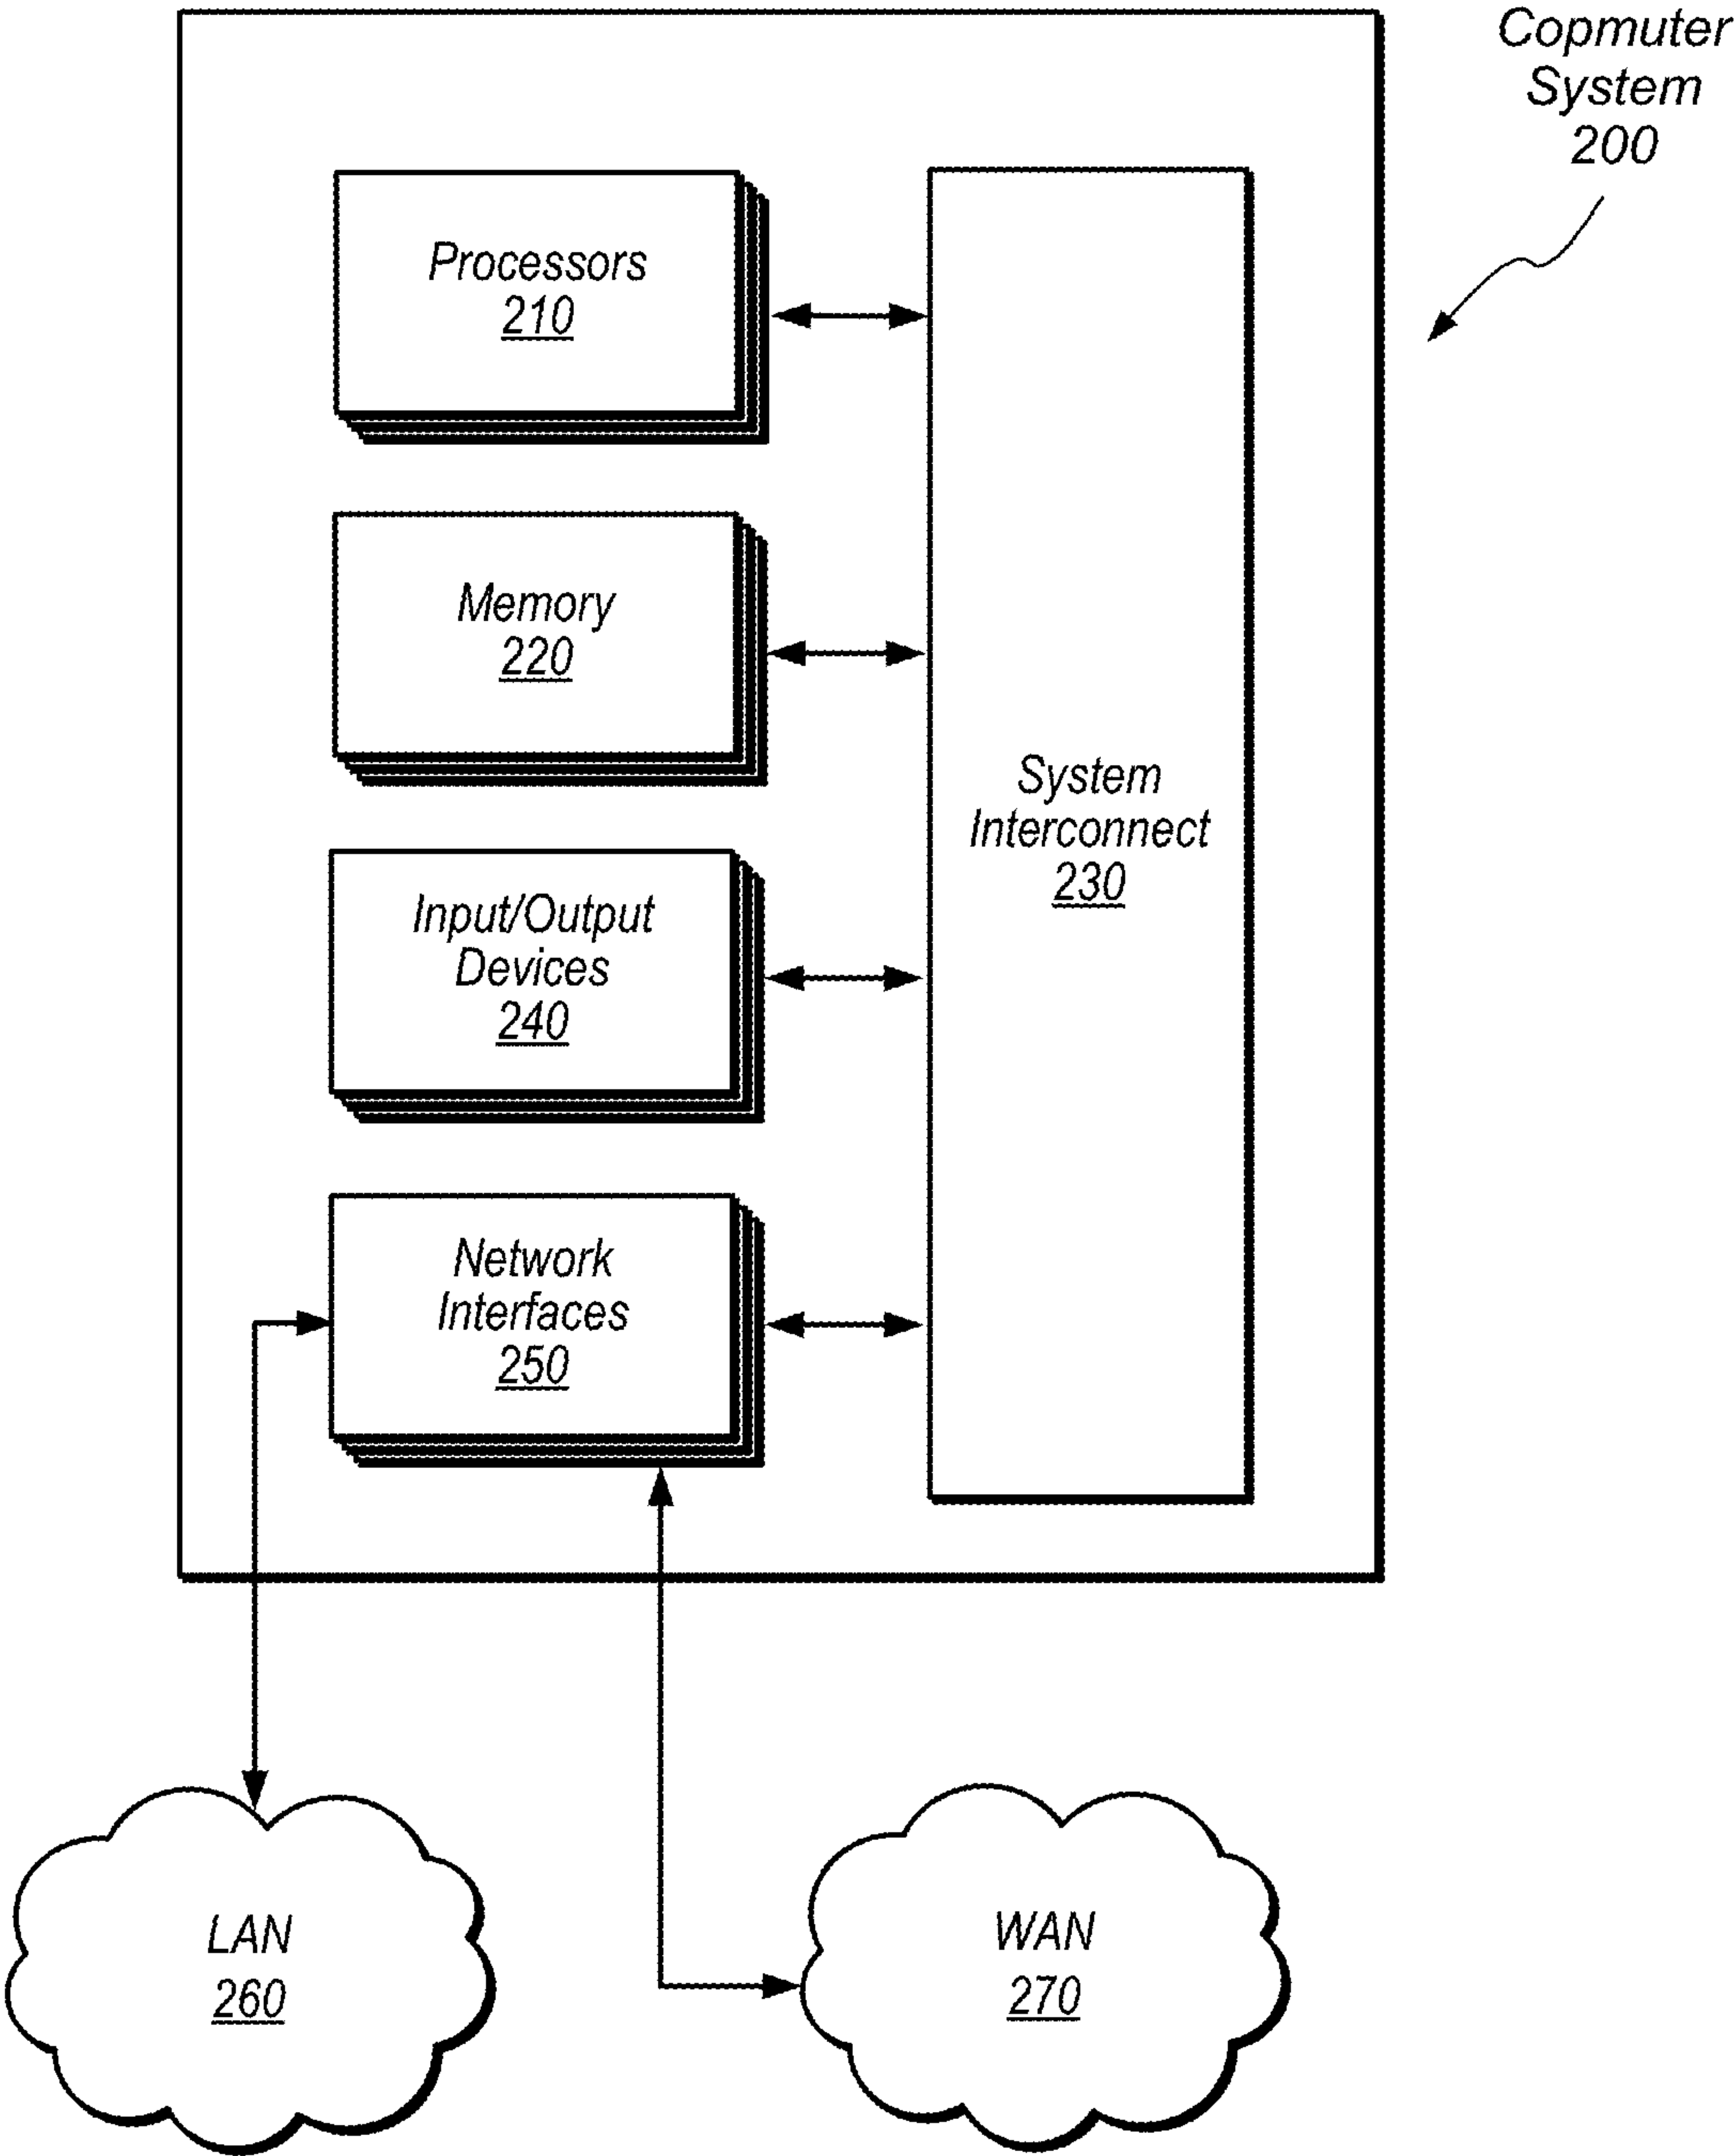 Copmuter
System
200
Processors
210
Memory
220
System
Interconnect
230
Input/Output
Devices
240
Network
Interfaces
250
LAN
260
WAN
270